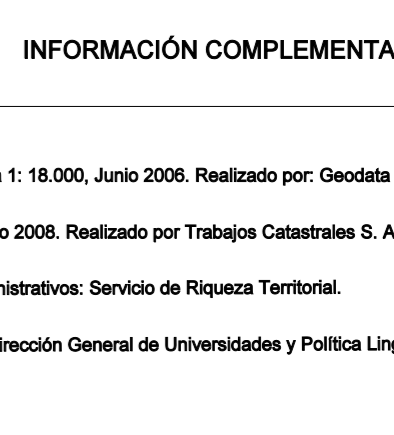 INFORMACIÓN COMPLEMENTA
1: 18.000, Junio 2006. Realizado por: Geodata
o 2008. Realizado por Trabajos Catastrales S. A
nistrativos: Servicio de Riqueza Territorial.
irección General de Universidades y Política Lin